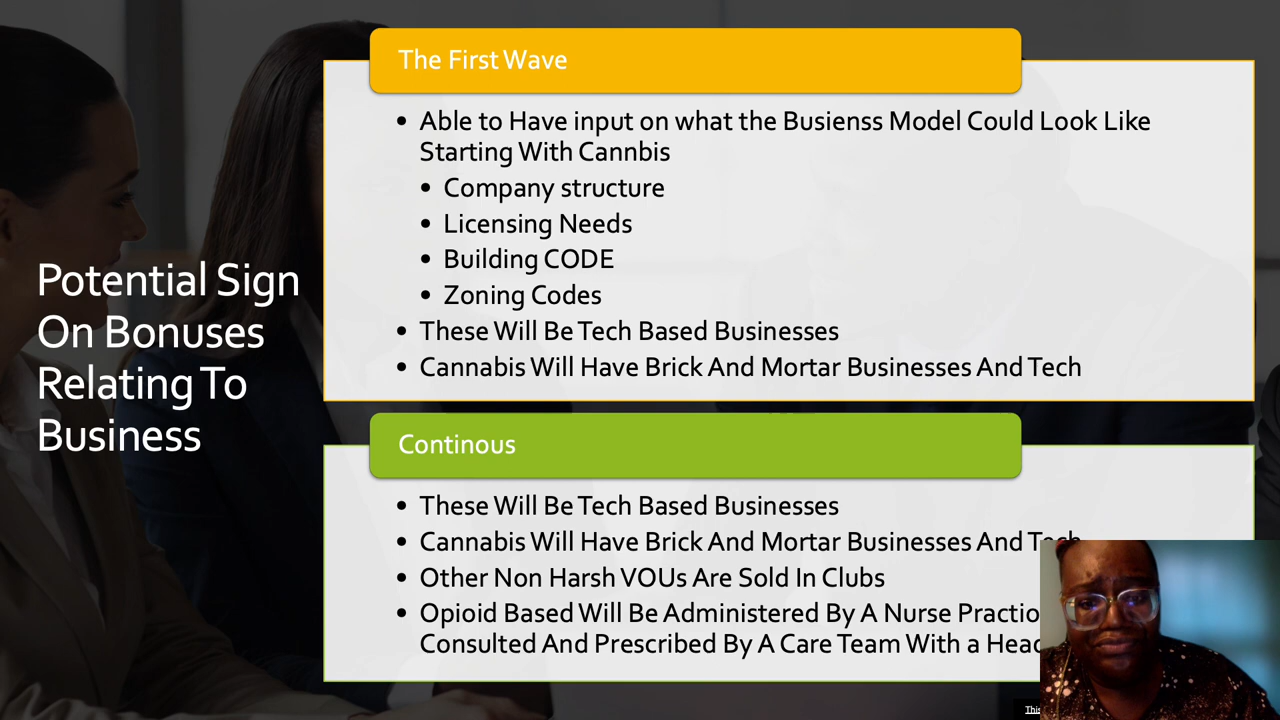 Potential Sign
On Bonuses
Relating To
Business
The First Wave
• Able to Have input on what the Busienss Model Could Look Like
Starting With Cannbis
• Company structure
• Licensing Needs
• Building CODE
• Zoning Codes
• These Will Be Tech Based Businesses
• Cannabis Will Have Brick And Mortar Businesses And Tech
Continous
• These Will Be Tech Based Businesses
• Cannabis Will Have Brick And Mortar Businesses And Tech
• Other Non Harsh VOUs Are Sold In Clubs
• Opioid Based Will Be Administered By A Nurse
Consulted And Prescribed By A Care Team With a
This